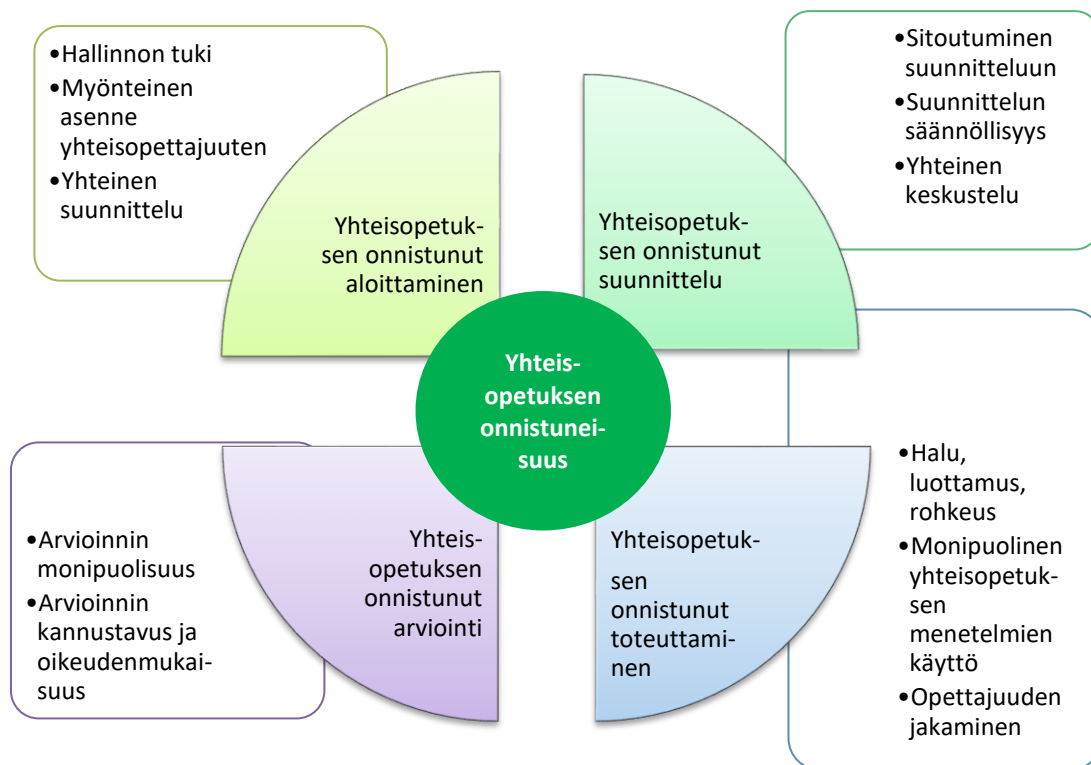 •Hallinnon tuki
•Myönteinen
asenne
yhteisopettajuuten
•Yhteinen
suunnittelu
Yhteisopetuk-
sen onnistunut
aloittaminen
•Sitoutuminen
suunnitteluun
•Suunnittelun
säännöllisyys
•Yhteinen
keskustelu
Yhteisopetuk-
sen onnistunut
suunnittelu
Yhteis-
opetuksen
onnistunei-
suus
•Arvioinnin
monipuolisuus
•Arvioinnin
kannustavus ja
oikeudenmukai-
suus
Yhteis-
opetuksen
onnistunut
arviointi
Yhteisopetuk-
sen
onnistunut
toteuttami-
nen
•Halu,
luottamus,
rohkeus
•Monipuolinen
yhteisopetuk-
sen
menetelmien
käyttö
•Opettajuuden
jakaminen